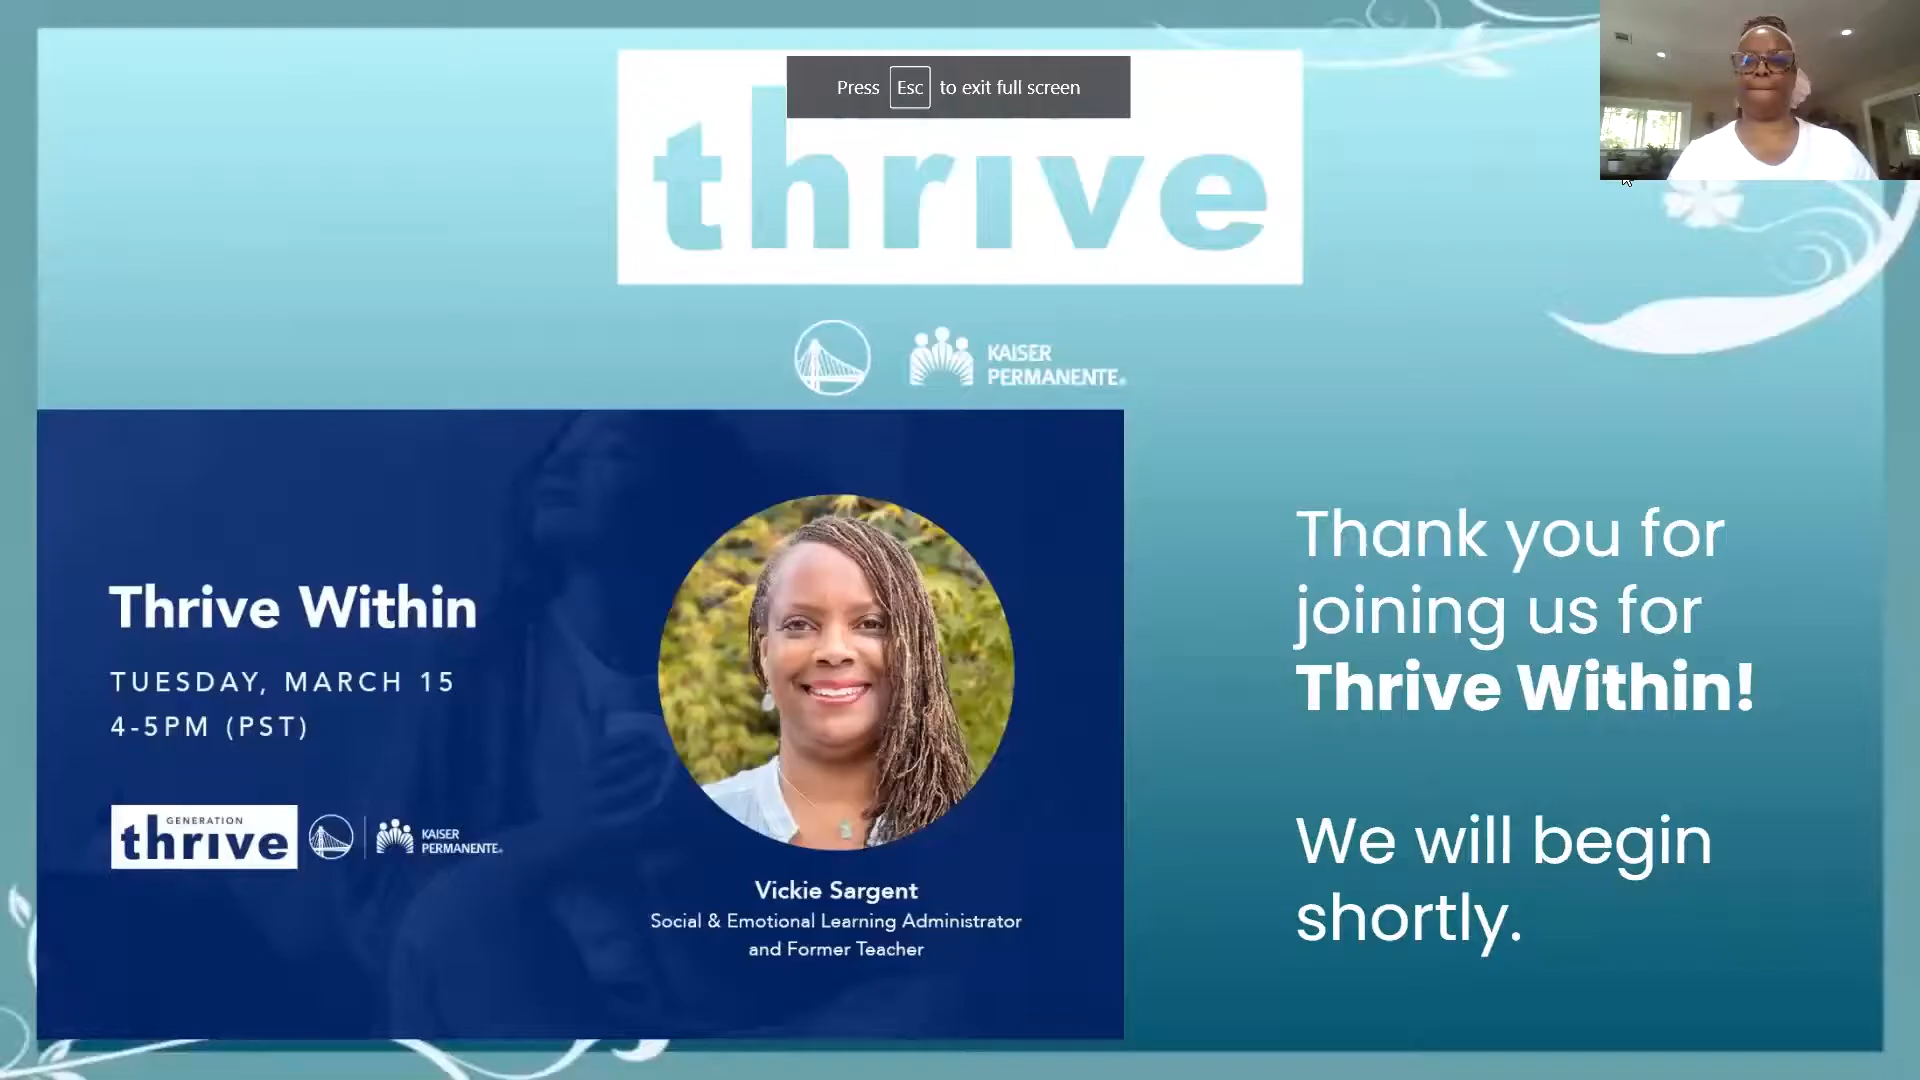 Press Esc to exit full screen
thrive
KAISER
PERMANENTE®
Thrive Within
TUESDAY, MARCH 15
4-5PM (PST)
GENERATION
thrive
KAISER
PERMANENTE®
Vickie Sargent
Social & Emotional Learning Administrator
and Former Teacher
Thank you for
joining us for
Thrive Within!
We will begin
shortly.